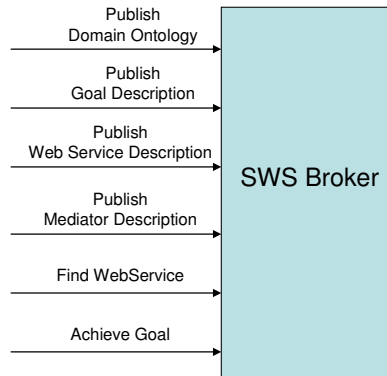 Publish
Domain Ontology
Publish
Goal Description
Publish
Web Service Description
Publish
Mediator Description
Find WebService
Achieve Goal
SWS Broker